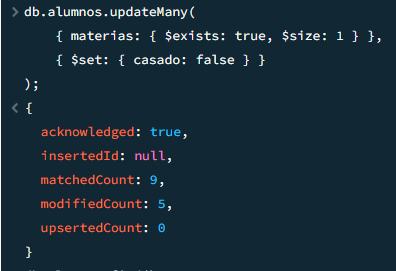 > db.alumnos.updateMany(
{ materias: { $exists: true, $size: 1 } },
{ $set: { casado: false } }
);
< {
acknowledged: true,
insertedId: null,
matchedCount: 9,
modifiedCount: 5,
upsertedCount: 0
}